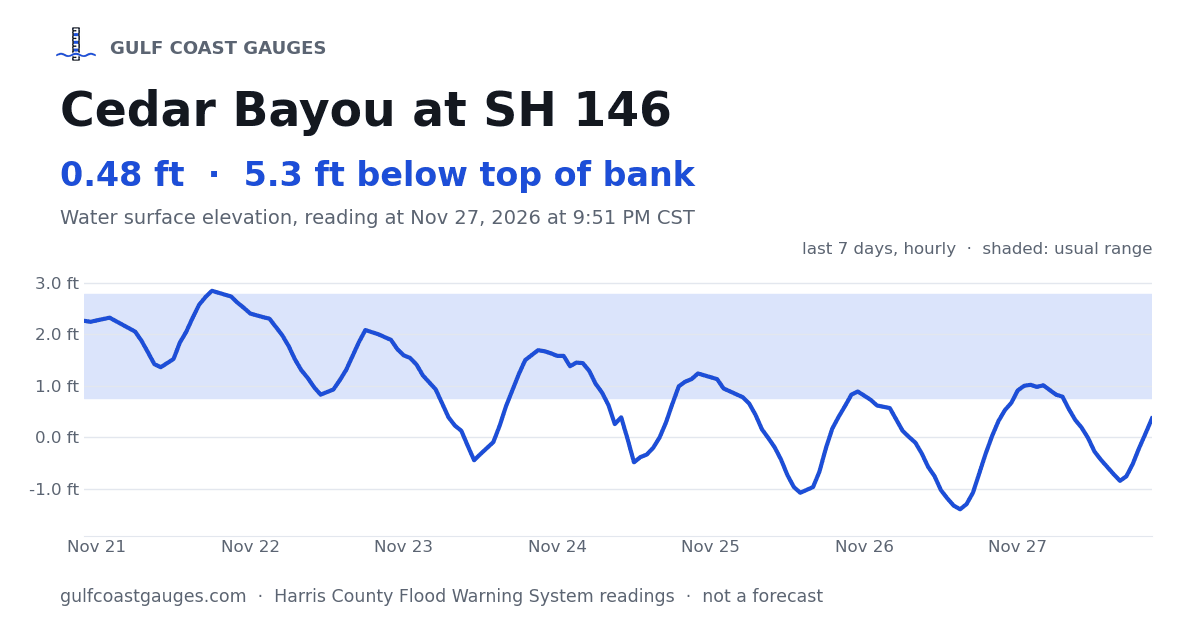 GULF COAST GAUGES
Cedar Bayou at SH 146
0.48 ft · 5.3 ft below top of bank
Water surface elevation, reading at Nov 27, 2026 at 9:51 PM CST
last 7 days, hourly · shaded: usual range
3.0 ft
2.0 ft
1.0 ft
0.0 ft
-1.0 ft
Nov 21 Nov 22 Nov 23 Nov 24 Nov 25 Nov 26 Nov 27
gulfcoastgauges.com · Harris County Flood Warning System readings · not a forecast